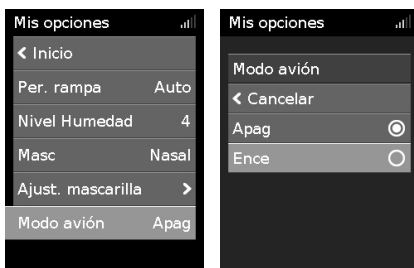 Mis opciones
Inicio
Per. rampa Auto
Nivel Humedad 4
Masc Nasal
Ajust. mascarilla
Modo avión Apag
Mis opciones
Modo avión
Cancelar
Apag
Ence